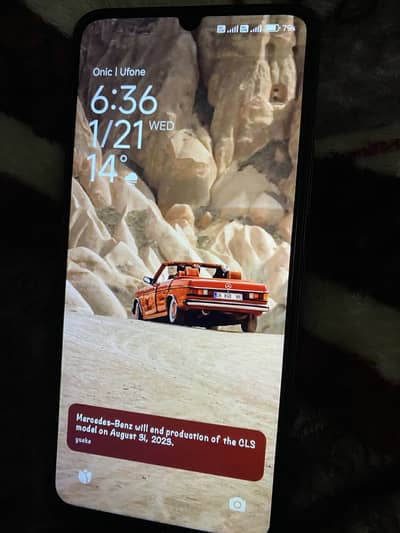 Onic | Ufone
79%
6:36
1/21 WED
14°
Mercedes-Benz will end production of the CLS
model on August 31, 2023.